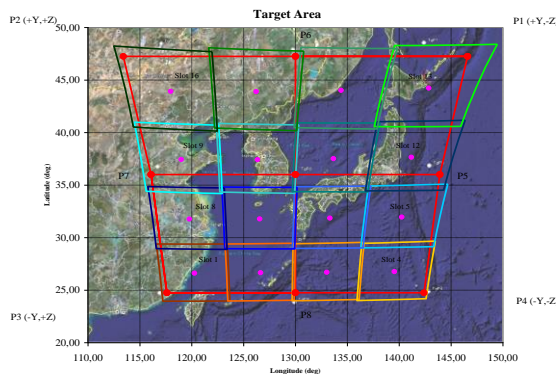 Target Area
P2 (+Y,+Z)
P1 (+Y,-Z)
50,00
P6
45,00
Slot 16
Slot 13
40,00
Slot 9
Slot 12
P7
P5
35,00
Slot 8
Slot 5
30,00
Slot 1
Slot 4
25,00
P3 (-Y,+Z)
P8
P4 (-Y,-Z)
20,00
110,00 115,00 120,00 125,00 130,00 135,00 140,00 145,00 150,00
Longitude (deg)
Latitude (deg)